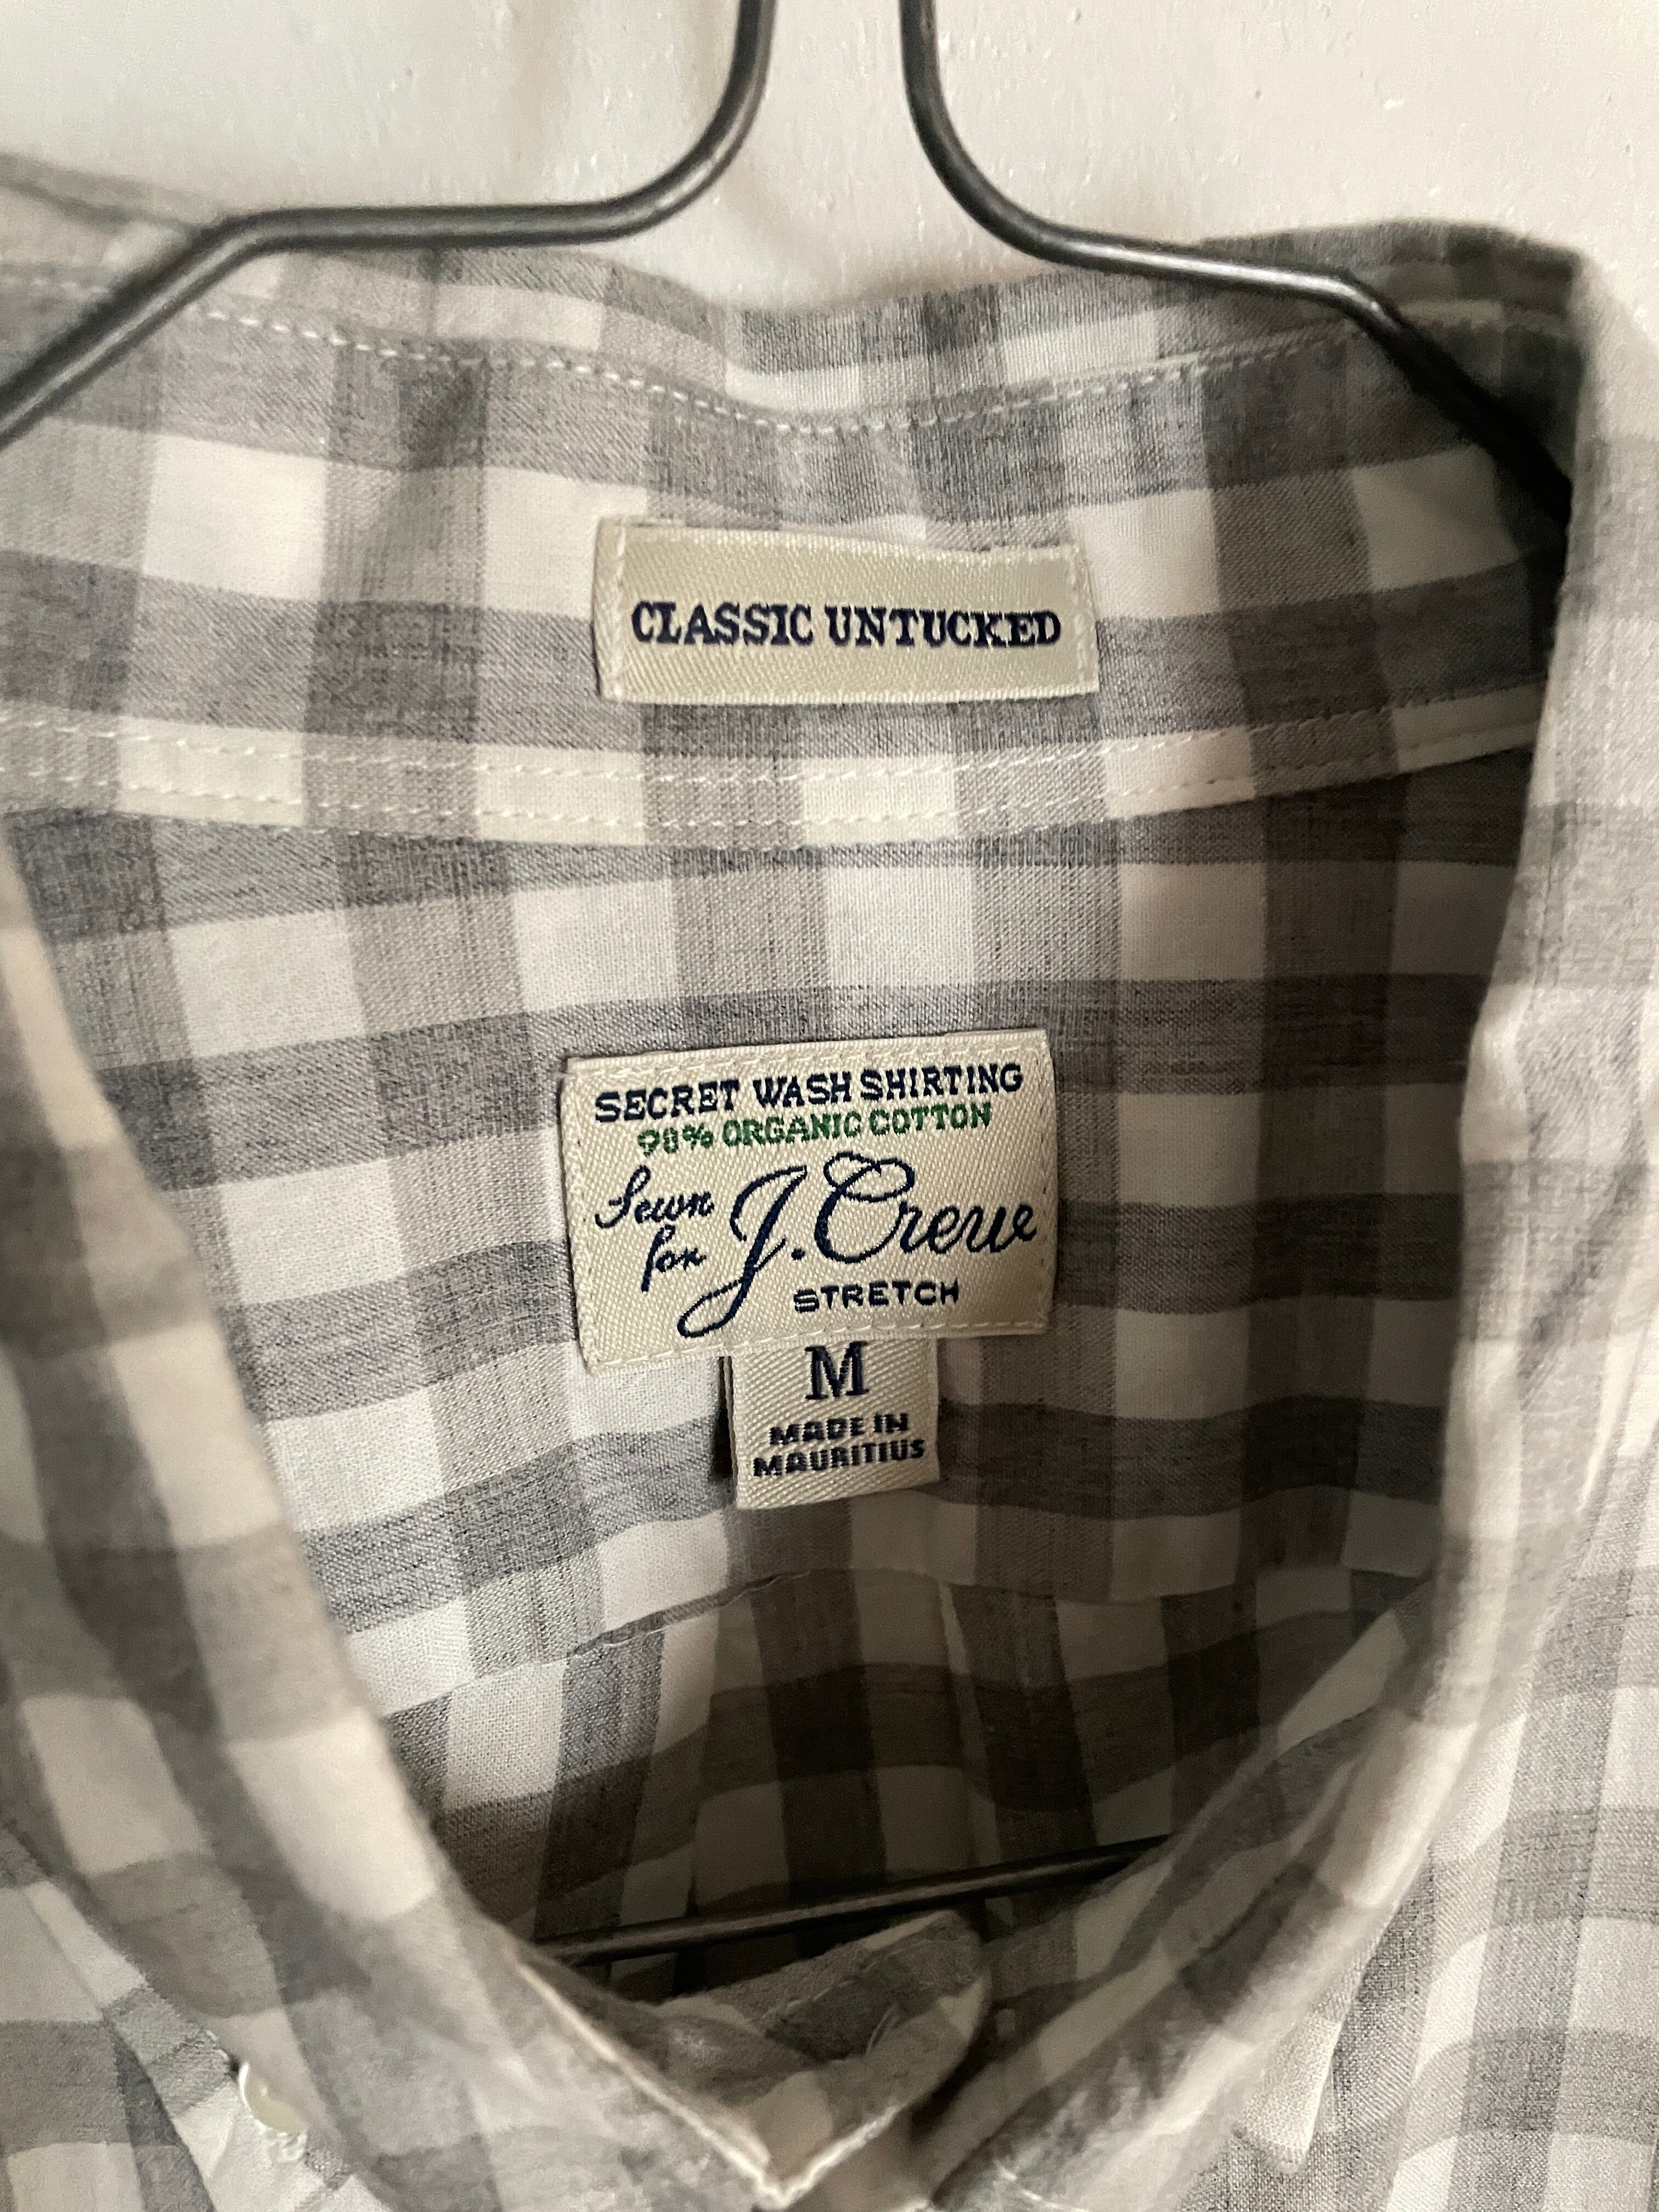 CLASSIC UNTUCKED
SECRET WASH SHIRTING
98% ORGANIC COTTON
Sewn
for J.Crew
STRETCH
M
MADE IN
MAURITIUS